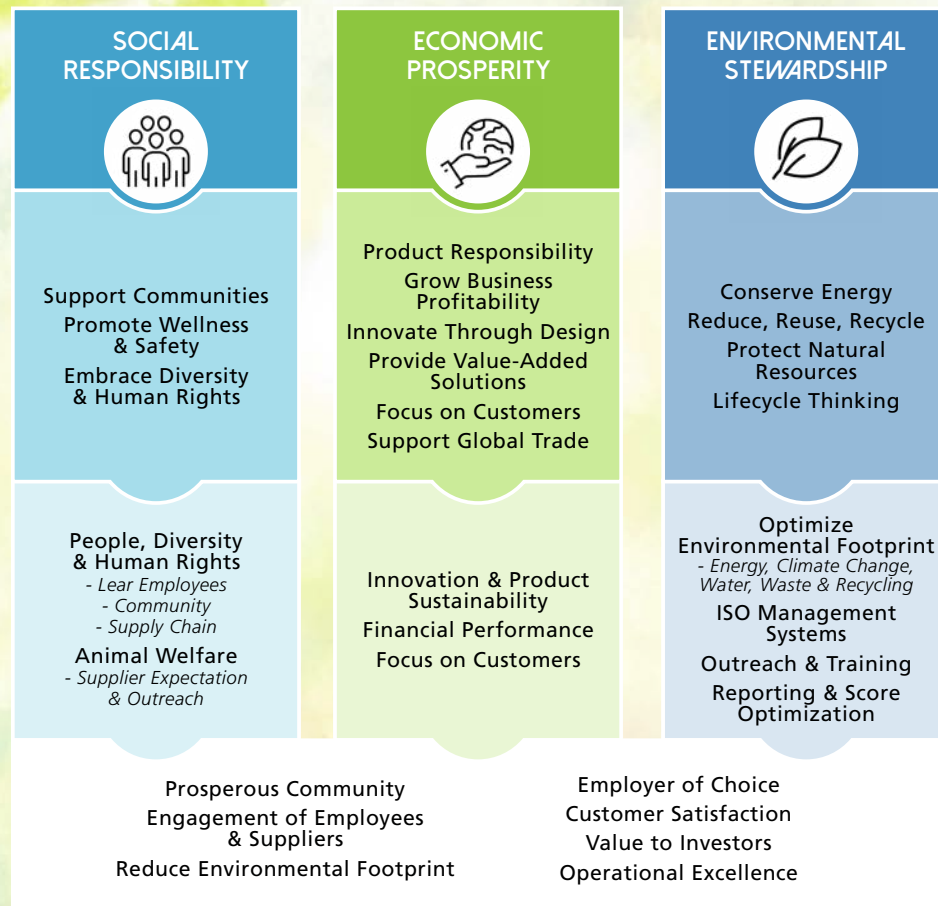 SOCIAL
RESPONSIBILITY
Support Communities
Promote Wellness
& Safety
Embrace Diversity
& Human Rights
People, Diversity
& Human Rights
- Lear Employees
- Community
- Supply Chain
Animal Welfare
- Supplier Expectation
& Outreach
ECONOMIC
PROSPERITY
Product Responsibility
Grow Business
Profitability
Innovate Through Design
Provide Value-Added
Solutions
Focus on Customers
Support Global Trade
Innovation & Product
Sustainability
Financial Performance
Focus on Customers
ENVIRONMENTAL
STEWARDSHIP
Conserve Energy
Reduce, Reuse, Recycle
Protect Natural
Resources
Lifecycle Thinking
Optimize
Environmental Footprint
- Energy, Climate Change,
Water, Waste & Recycling
ISO Management
Systems
Outreach & Training
Reporting & Score
Optimization
Prosperous Community
Engagement of Employees
& Suppliers
Reduce Environmental Footprint
Employer of Choice
Customer Satisfaction
Value to Investors
Operational Excellence